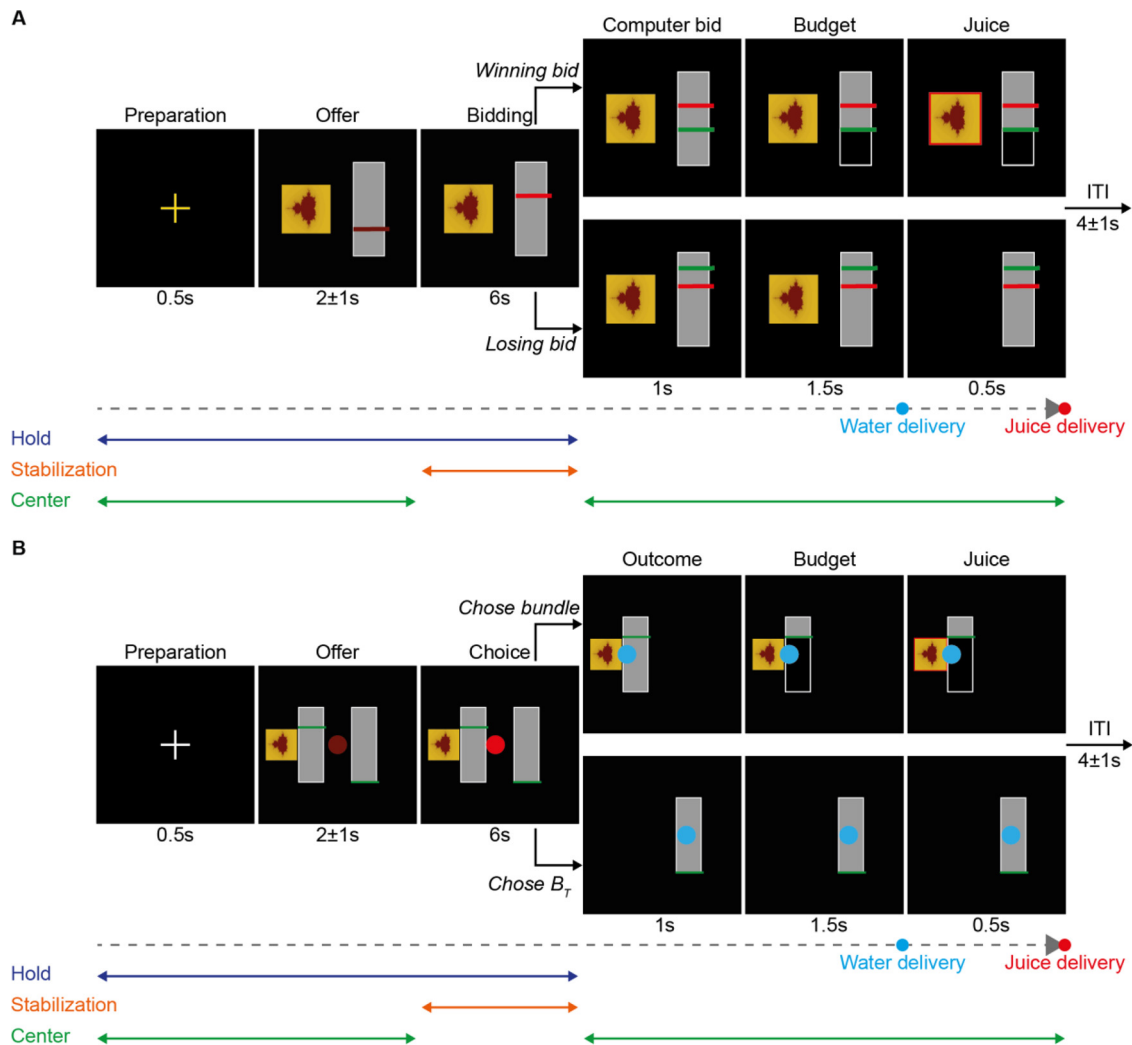 A
Computer bid Budget Juice
Winning bid
Preparation Offer Bidding
ITI
4±1s
0.5s 2±1s 6s
Losing bid
1s 1.5s 0.5s
Water delivery Juice delivery
Hold
Stabilization
Center
B
Outcome Budget Juice
Chose bundle
Preparation Offer Choice
ITI
4±1s
0.5s 2±1s 6s
Chose B_T
1s 1.5s 0.5s
Water delivery Juice delivery
Hold
Stabilization
Center